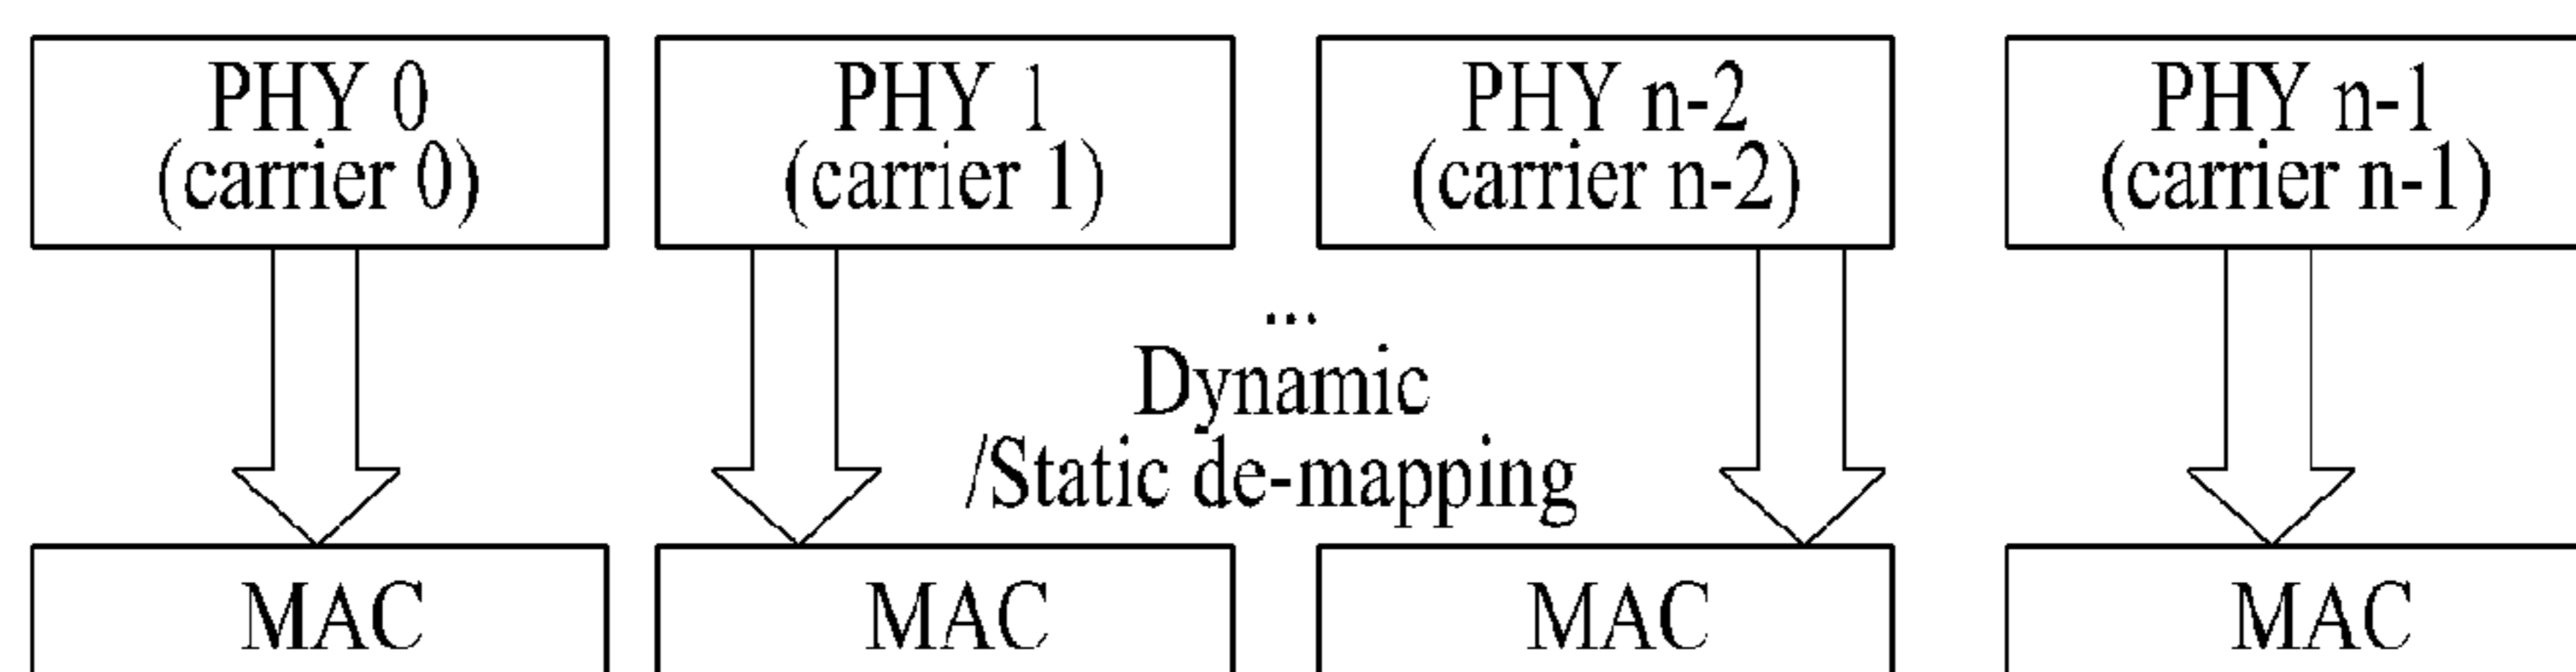 PHY 0
(carrier 0)
PHY 1
(carrier 1)
PHY n-2
(carrier n-2)
PHY n-1
(carrier n-1)
...
Dynamic
/Static de-mapping
MAC
MAC
MAC
MAC